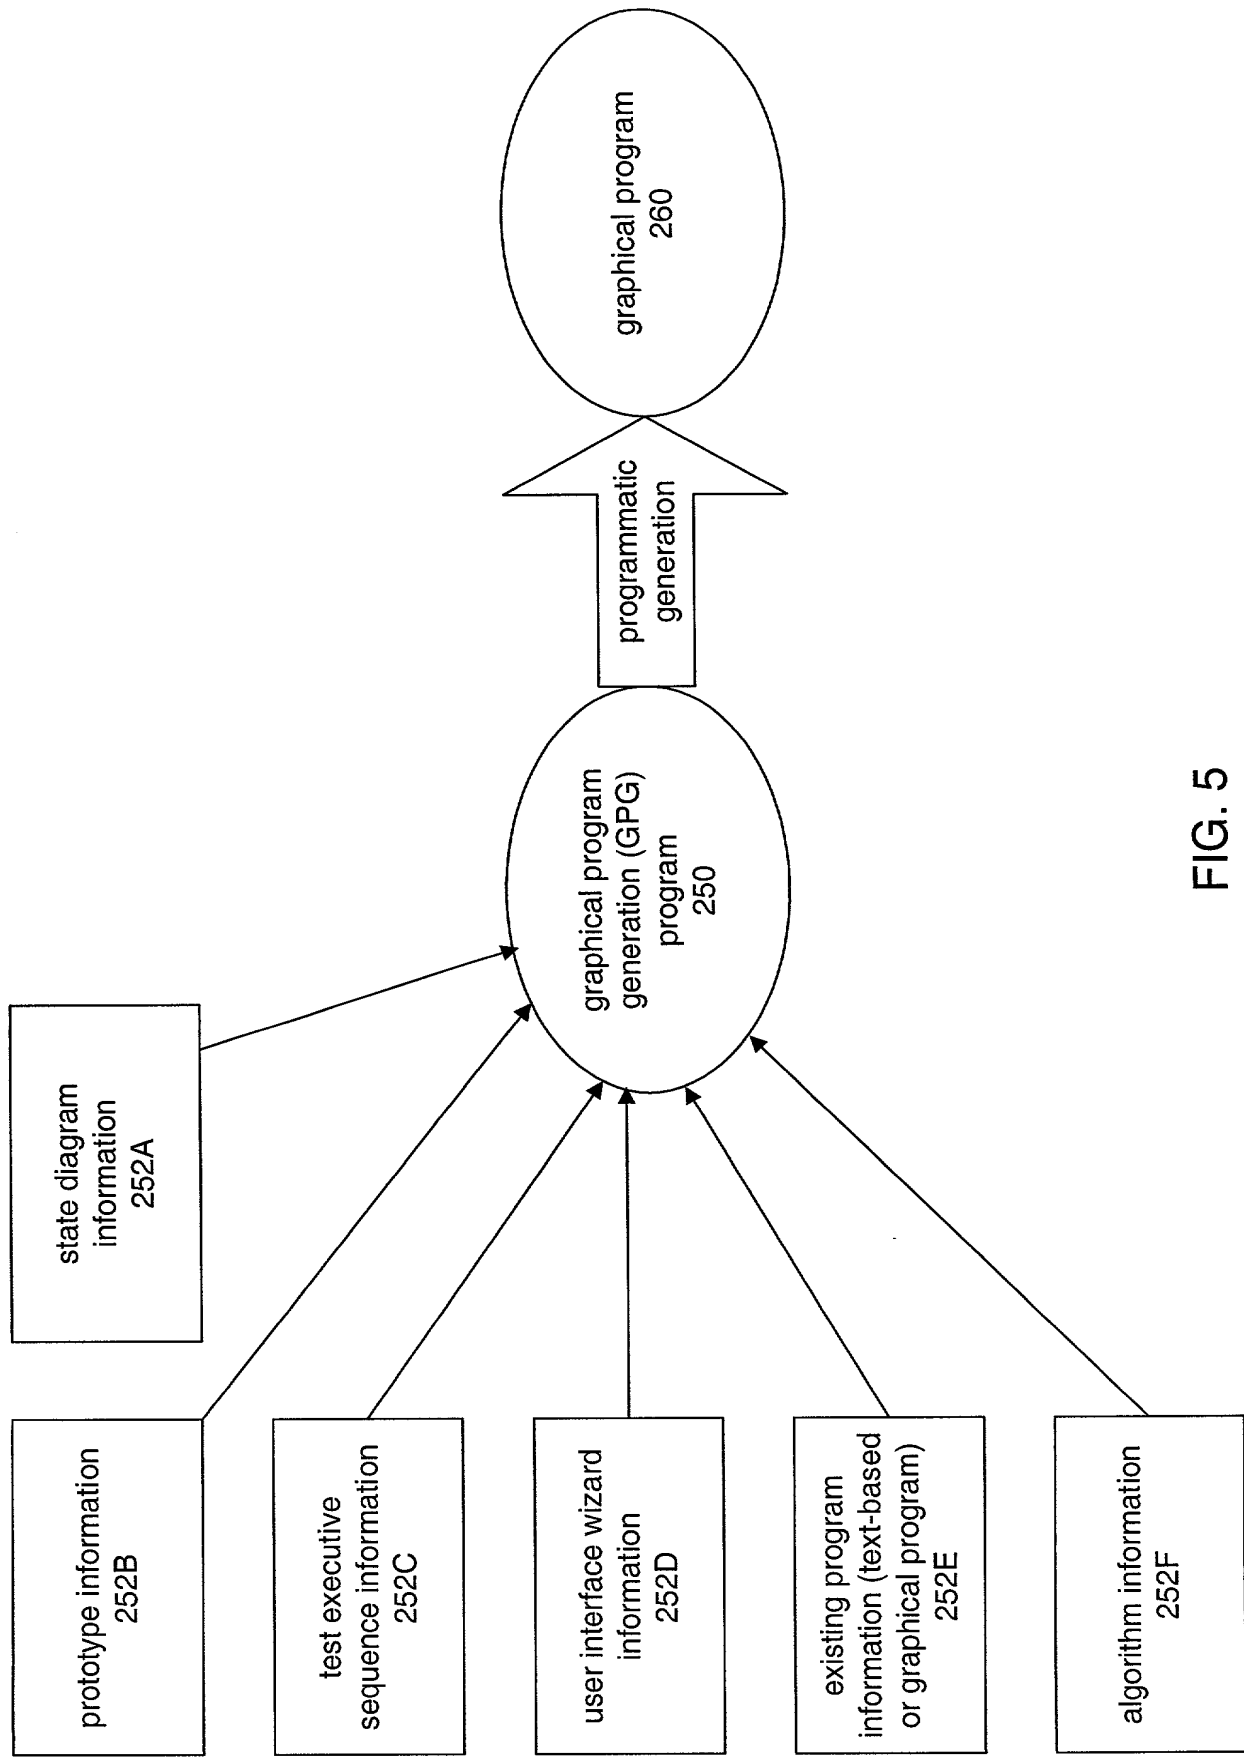 state diagram
information
252A
prototype information
252B
test executive
sequence information
252C
user interface wizard
information
252D
existing program
information (text-based
or graphical program)
252E
algorithm information
252F
graphical program
generation (GPG)
program
250
programmatic
generation
graphical program
260
FIG. 5